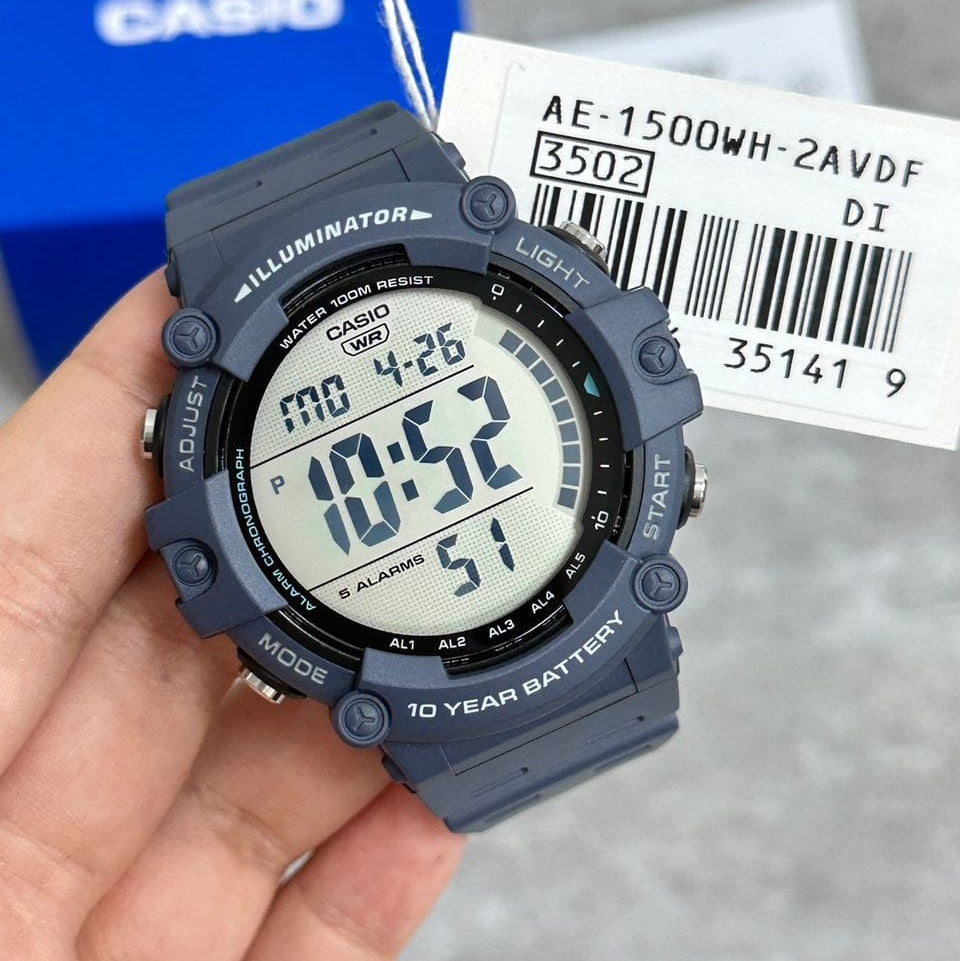 CASIO
AE-1500WH-2AVDF
3502
DI
35141 9
ILLUMINATOR
LIGHT
WATER 100M RESIST
CASIO
WR
0
MO 4-26
ADJUST
P 10:52
START
10
ALARM CHRONOGRAPH
5 ALARMS
51
AL1 AL2 AL3 AL4 AL5
MODE
10 YEAR BATTERY